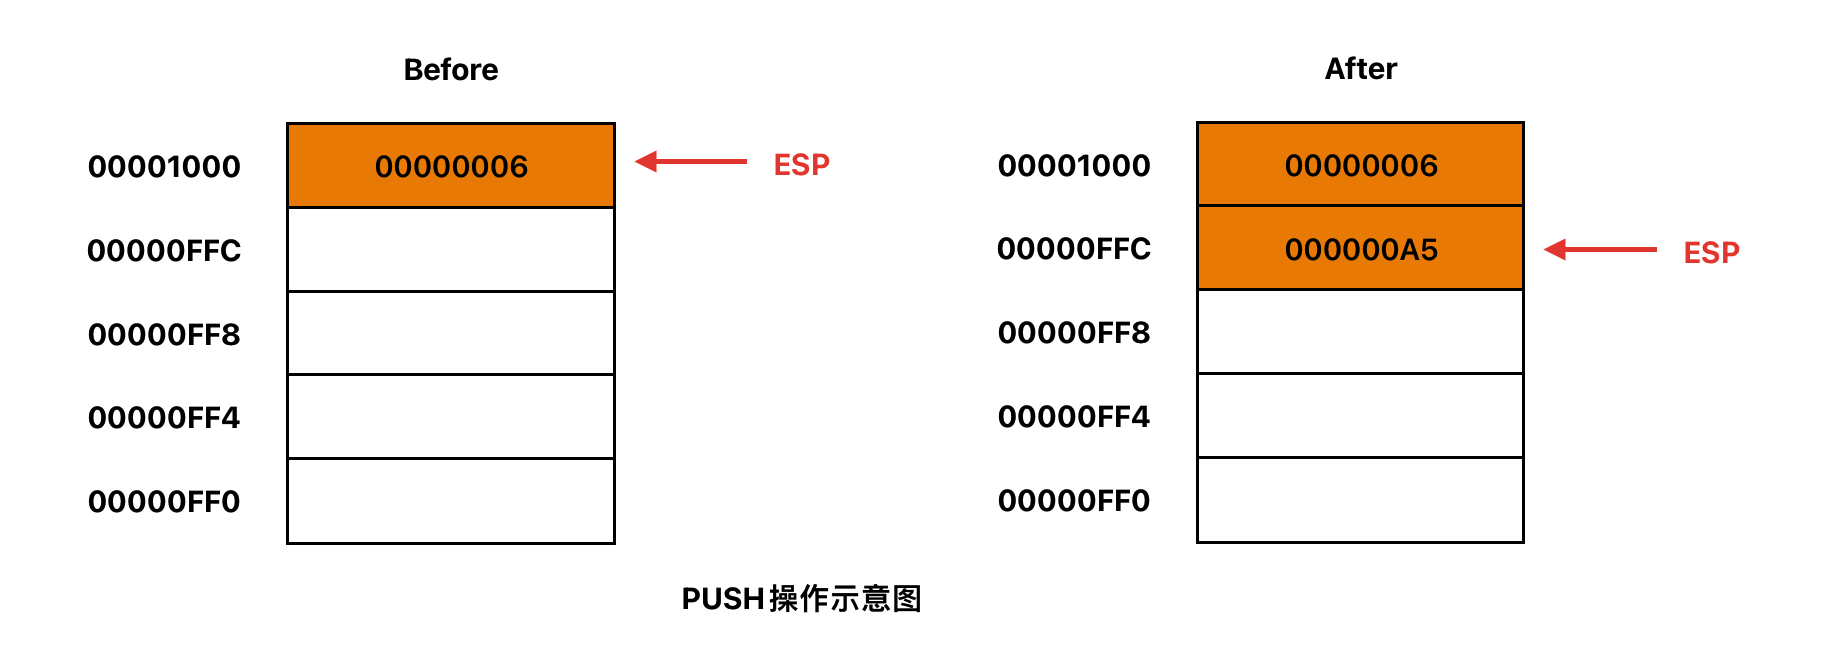 Before
00001000 00000006 ESP
00000FFC
00000FF8
00000FF4
00000FF0
After
00001000 00000006
00000FFC 000000A5 ESP
00000FF8
00000FF4
00000FF0
PUSH操作示意图